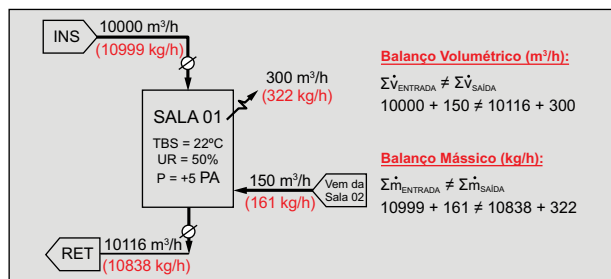 INS
10000 m³/h
(10999 kg/h)
300 m³/h
(322 kg/h)
SALA 01
TBS = 22ºC
UR = 50%
P = +5 PA
150 m³/h
(161 kg/h)
Vem da
Sala 02
RET
10116 m³/h
(10838 kg/h)
Balanço Volumétrico (m³/h):
Σv̇ENTRADA ≠ Σv̇SAÍDA
10000 + 150 ≠ 10116 + 300
Balanço Mássico (kg/h):
ΣṁENTRADA ≠ ΣṁSAÍDA
10999 + 161 ≠ 10838 + 322